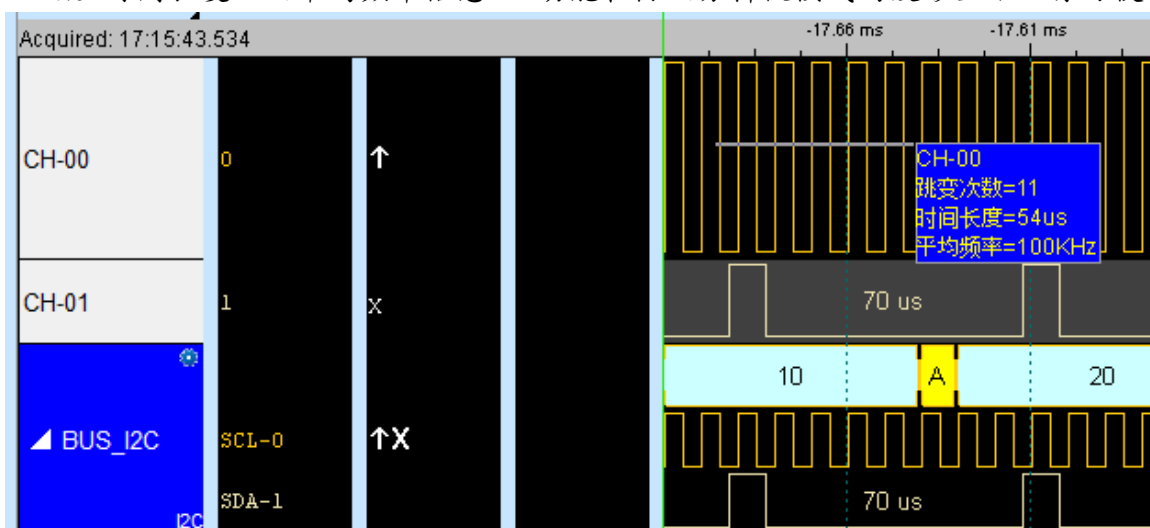 Acquired: 17:15:43.534
-17.66 ms
-17.61 ms
CH-00
0
CH-00
跳变次数=11
时间长度=54us
平均频率=100KHz
CH-01
1
X
70 us
10
A
20
BUS_I2C
SCL-0
X
SDA-1
70 us
I2C